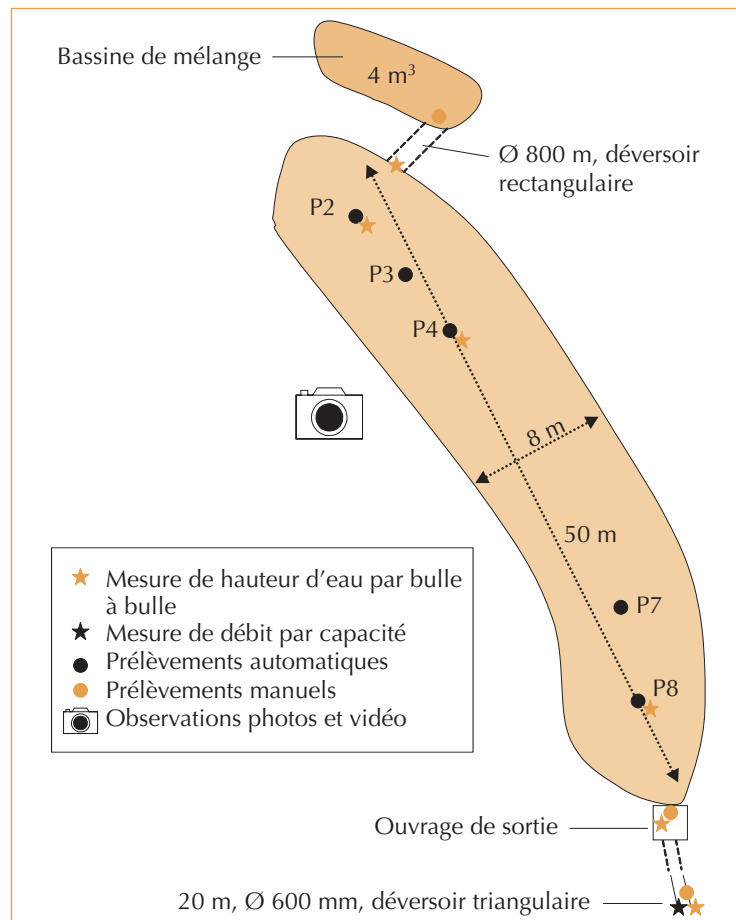 Bassine de mélange
4 m³
Ø 800 m, déversoir
rectangulaire
P2
P3
P4
8 m
50 m
P7
P8
Mesure de hauteur d'eau par bulle
à bulle
Mesure de débit par capacité
Prélèvements automatiques
Prélèvements manuels
Observations photos et vidéo
Ouvrage de sortie
20 m, Ø 600 mm, déversoir triangulaire